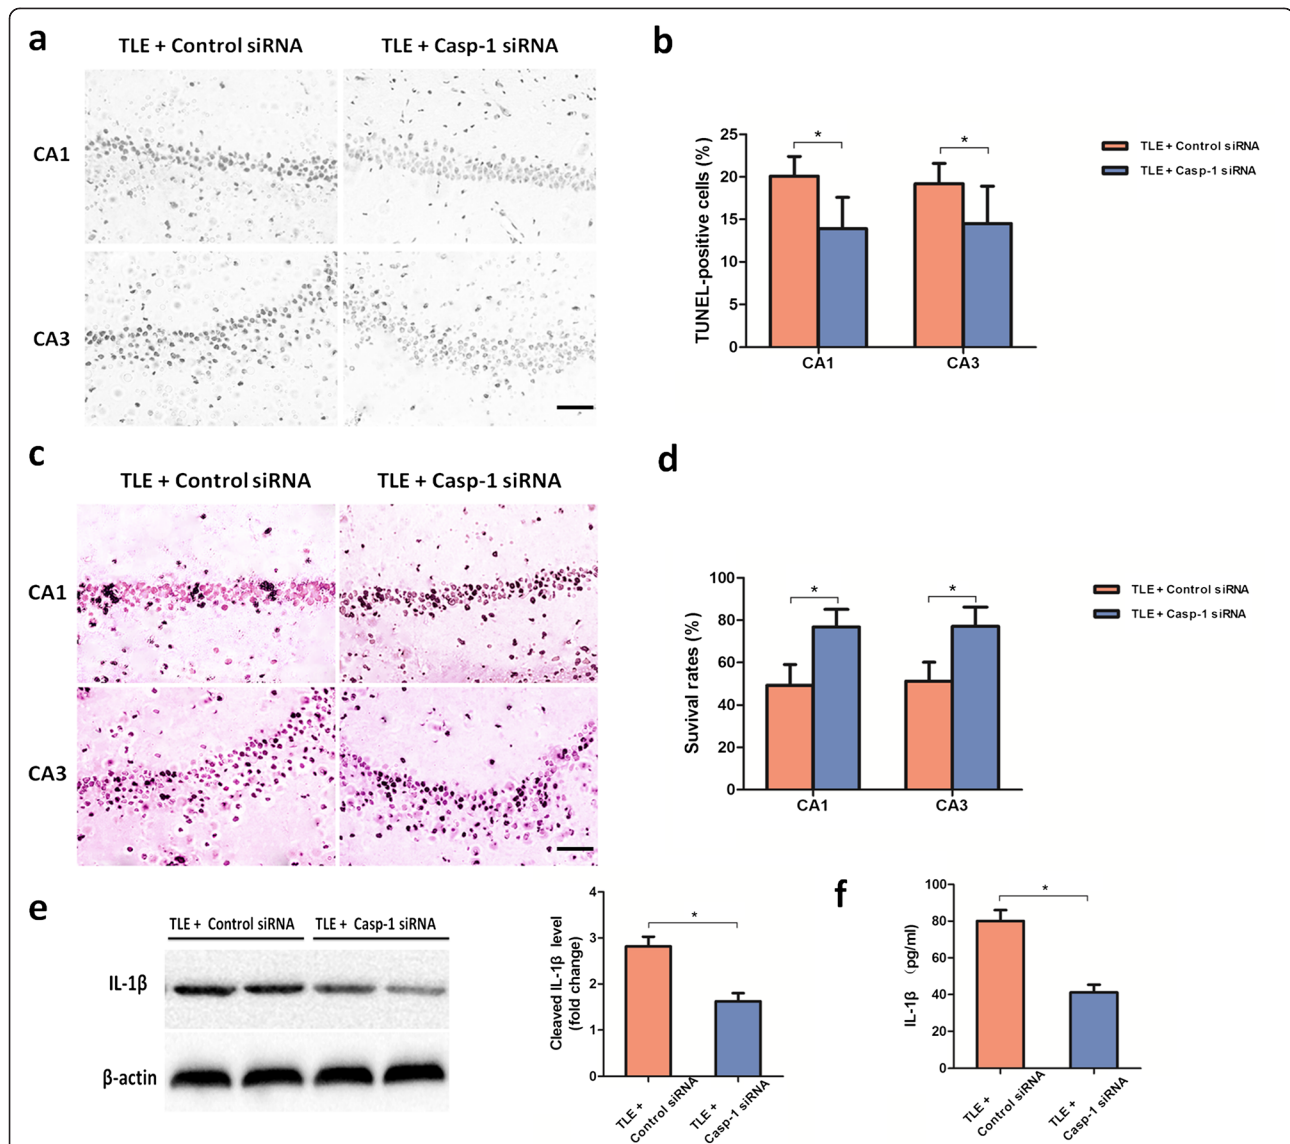 a
TLE + Control siRNA
TLE + Casp-1 siRNA
CA1
CA3
b
TUNEL-positive cells (%)
25
20
15
10
5
0
*
*
CA1
CA3
TLE + Control siRNA
TLE + Casp-1 siRNA
c
TLE + Control siRNA
TLE + Casp-1 siRNA
CA1
CA3
d
Suvival rates (%)
100
80
60
40
20
0
*
*
CA1
CA3
TLE + Control siRNA
TLE + Casp-1 siRNA
e
TLE + Control siRNA
TLE + Casp-1 siRNA
IL-1β
β-actin
Cleaved IL-1β level
(fold change)
4
3
2
1
0
*
TLE +
Control siRNA
TLE +
Casp-1 siRNA
f
IL-1β (pg/ml)
100
80
60
40
20
0
*
TLE +
Control siRNA
TLE +
Casp-1 siRNA